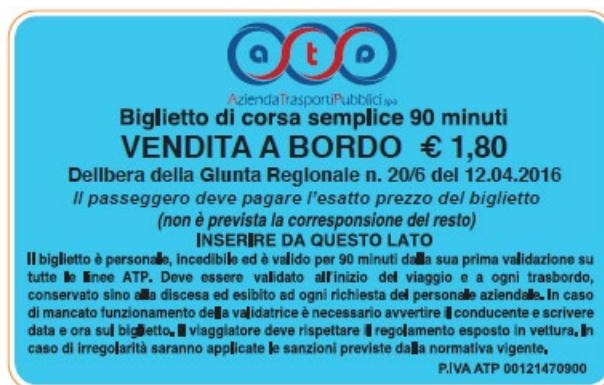 atp
AziendaTrasportiPubblici spa
Biglietto di corsa semplice 90 minuti
VENDITA A BORDO € 1,80
Delibera della Giunta Regionale n. 20/6 del 12.04.2016
Il passeggero deve pagare l'esatto prezzo del biglietto
(non è prevista la corresponsione del resto)
INSERIRE DA QUESTO LATO
Il biglietto è personale, incedibile ed è valido per 90 minuti dalla sua prima validazione su
tutte le linee ATP. Deve essere validato all'inizio del viaggio e a ogni trasbordo,
conservato sino alla discesa ed esibito ad ogni richiesta del personale aziendale. In caso
di mancato funzionamento della validatrice è necessario avvertire il conducente e scrivere
data e ora sul biglietto. Il viaggiatore deve rispettare il regolamento esposto in vettura. In
caso di irregolarità saranno applicate le sanzioni previste dalla normativa vigente.
P.IVA ATP 00121470900